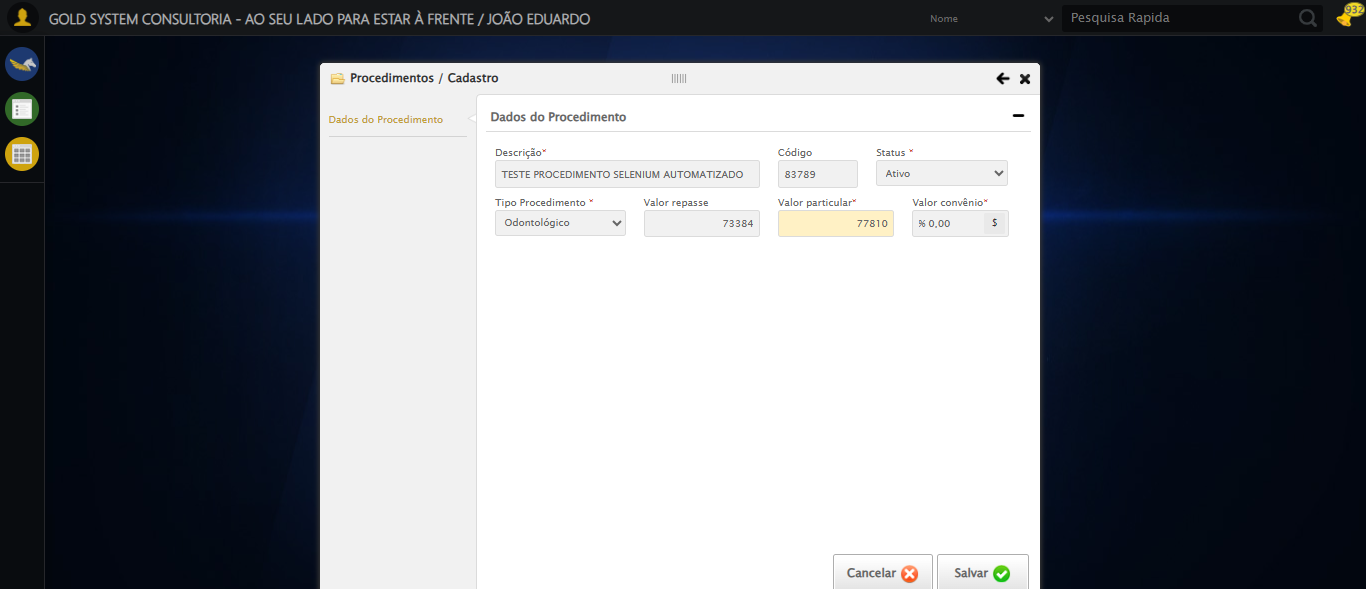 GOLD SYSTEM CONSULTORIA - AO SEU LADO PARA ESTAR À FRENTE / JOÃO EDUARDO
Nome
Pesquisa Rapida
932
Procedimentos / Cadastro
Dados do Procedimento
Dados do Procedimento
Descrição* Código Status *
TESTE PROCEDIMENTO SELENIUM AUTOMATIZADO 83789 Ativo
Tipo Procedimento * Valor repasse Valor particular* Valor convênio*
Odontológico 73384 77810 % 0,00 $
Cancelar Salvar